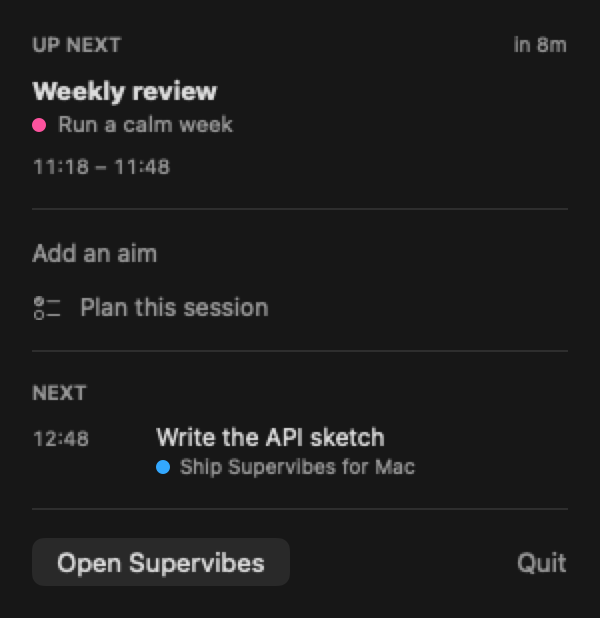 UP NEXT in 8m
Weekly review
Run a calm week
11:18 – 11:48
Add an aim
Plan this session
NEXT
12:48 Write the API sketch
Ship Supervibes for Mac
Open Supervibes Quit